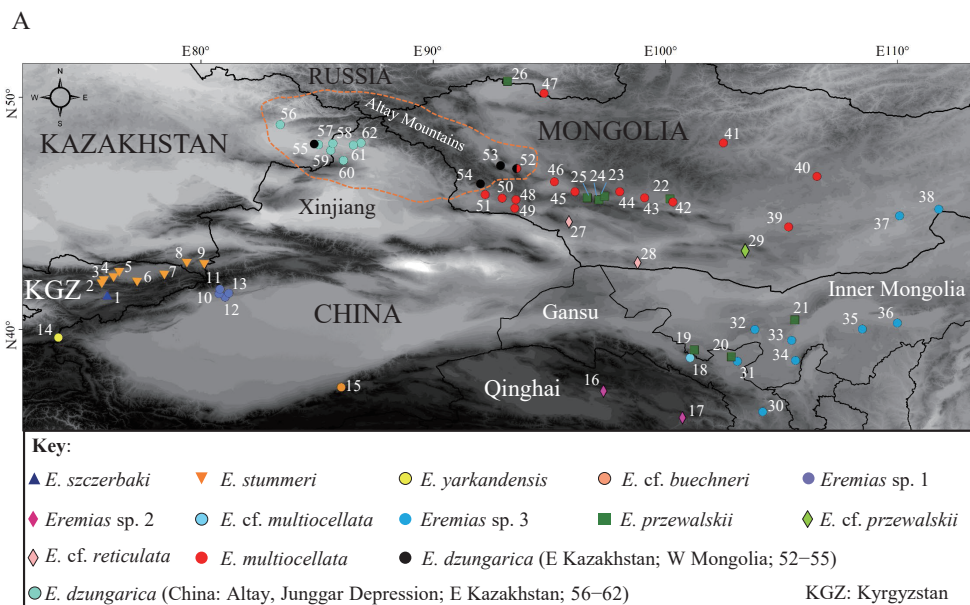 A
E80° E90° E100° E110°
RUSSIA
N
W E
S
N50°
26 47
56
Altay Mountains
MONGOLIA
KAZAKHSTAN
57 58 62
41
55
53 52
59 61
60
54
46 25 24 23
40
50 48
45
22
51 49
44 43 42
38
Xinjiang
37
39
27
8 9
28
29
3 4 5
7
11 13
KGZ
2 6
Inner Mongolia
1
10 12
CHINA
Gansu
N40°
14
32 21 36
35
19
33
20
34
18 31
15
Qinghai
16
17
30
Key:
E. szczerbaki E. stummeri E. yarkandensis E. cf. buechneri Eremias sp. 1
Eremias sp. 2 E. cf. multiocellata Eremias sp. 3 E. przewalskii E. cf. przewalskii
E. cf. reticulata E. multiocellata E. dzungarica (E Kazakhstan; W Mongolia; 52−55)
E. dzungarica (China: Altay, Junggar Depression; E Kazakhstan; 56−62) KGZ: Kyrgyzstan